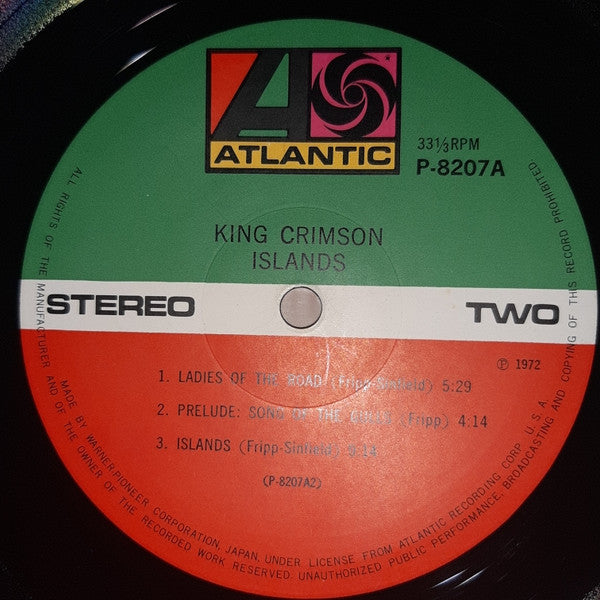 ATLANTIC
33⅓RPM
P-8207A
KING CRIMSON
ISLANDS
STEREO
TWO
℗ 1972
1. LADIES OF THE ROAD (Fripp-Sinfield) 5:29
2. PRELUDE: SONG OF THE GULLS (Fripp) 4:14
3. ISLANDS (Fripp-Sinfield) 9:14
(P-8207A2)
ALL RIGHTS OF THE MANUFACTURER AND OF THE OWNER OF THE RECORDED WORK RESERVED. UNAUTHORIZED PUBLIC PERFORMANCE, BROADCASTING AND COPYING OF THIS RECORD PROHIBITED
MADE BY WARNER-PIONEER CORPORATION, JAPAN, UNDER LICENSE FROM ATLANTIC RECORDING CORP. U.S.A.